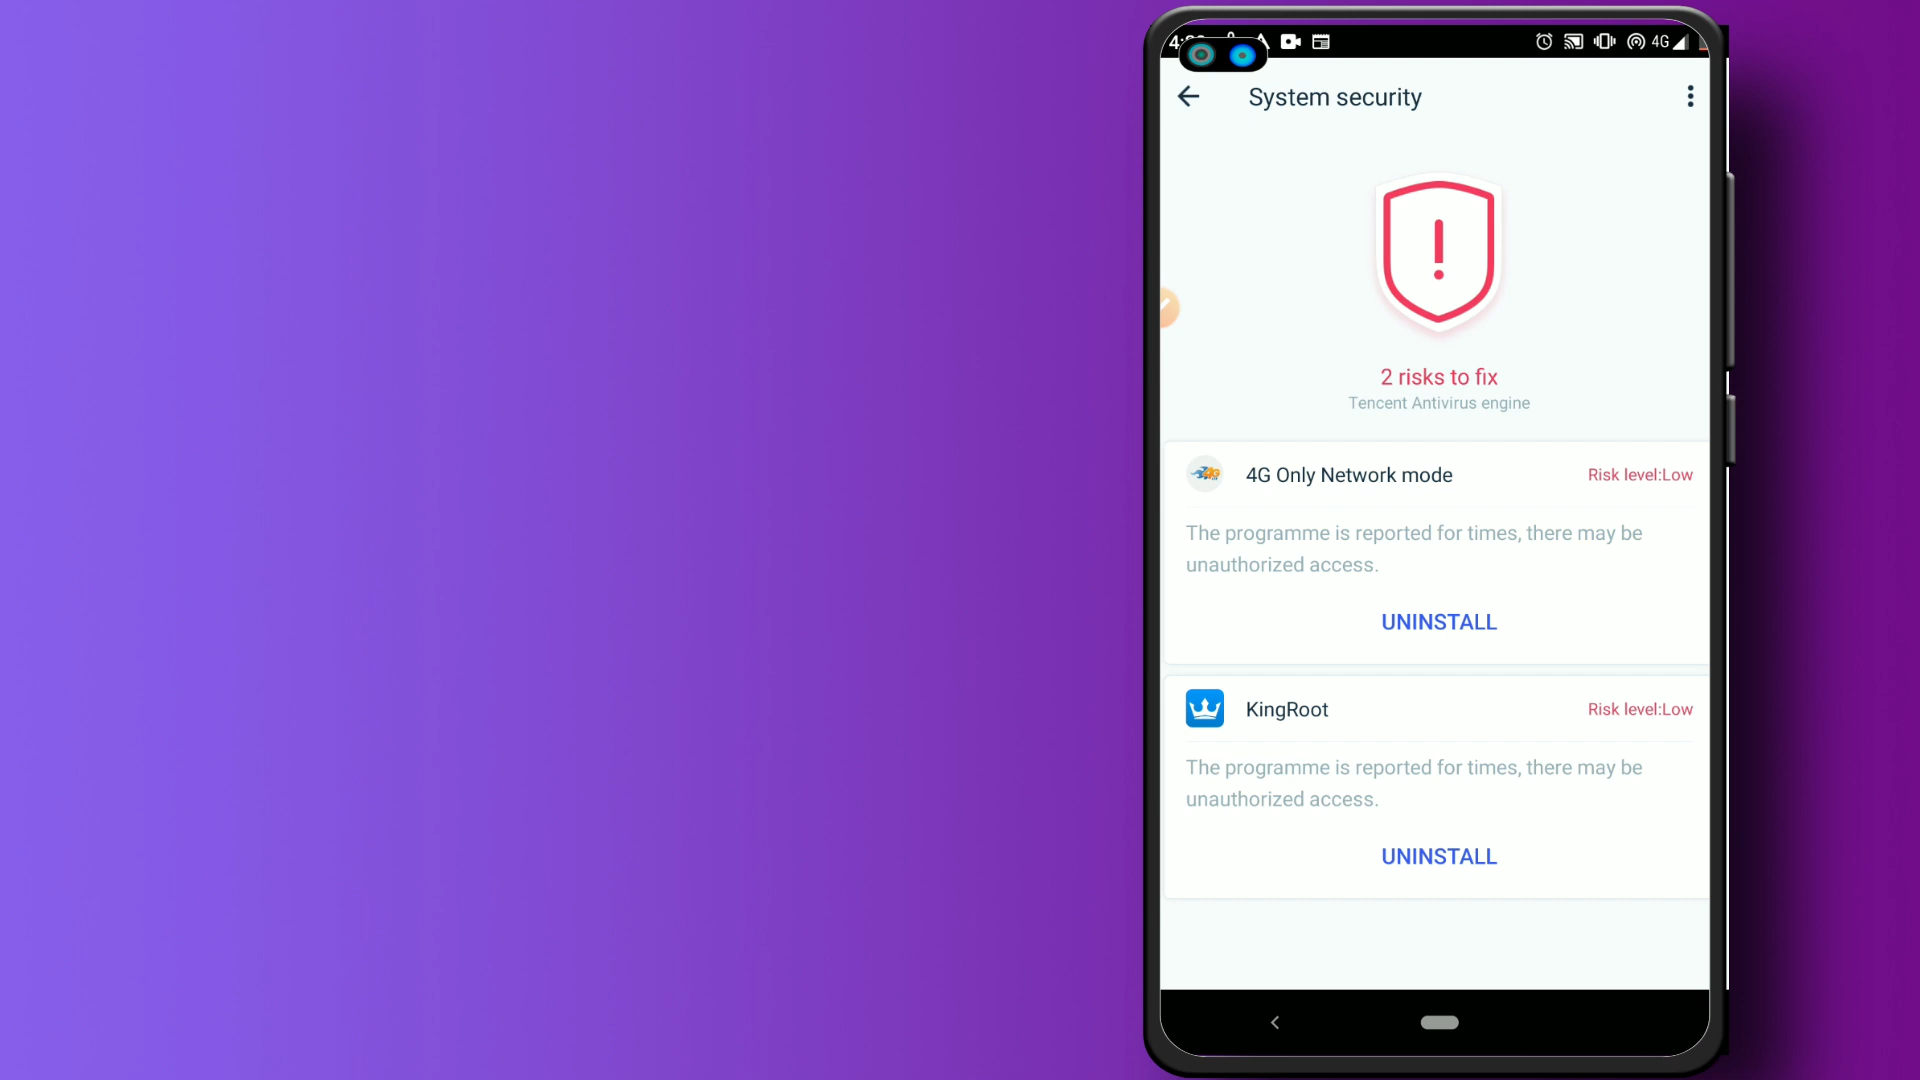 4G
System security
2 risks to fix
Tencent Antivirus engine
4G Only Network mode
Risk level:Low
The programme is reported for times, there may be
unauthorized access.
UNINSTALL
KingRoot
Risk level:Low
The programme is reported for times, there may be
unauthorized access.
UNINSTALL